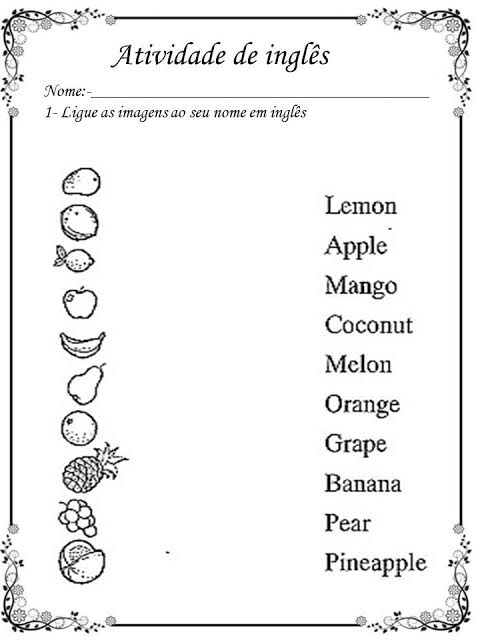 Atividade de inglês
Nome:-
1- Ligue as imagens ao seu nome em inglês
Lemon
Apple
Mango
Coconut
Melon
Orange
Grape
Banana
Pear
Pineapple